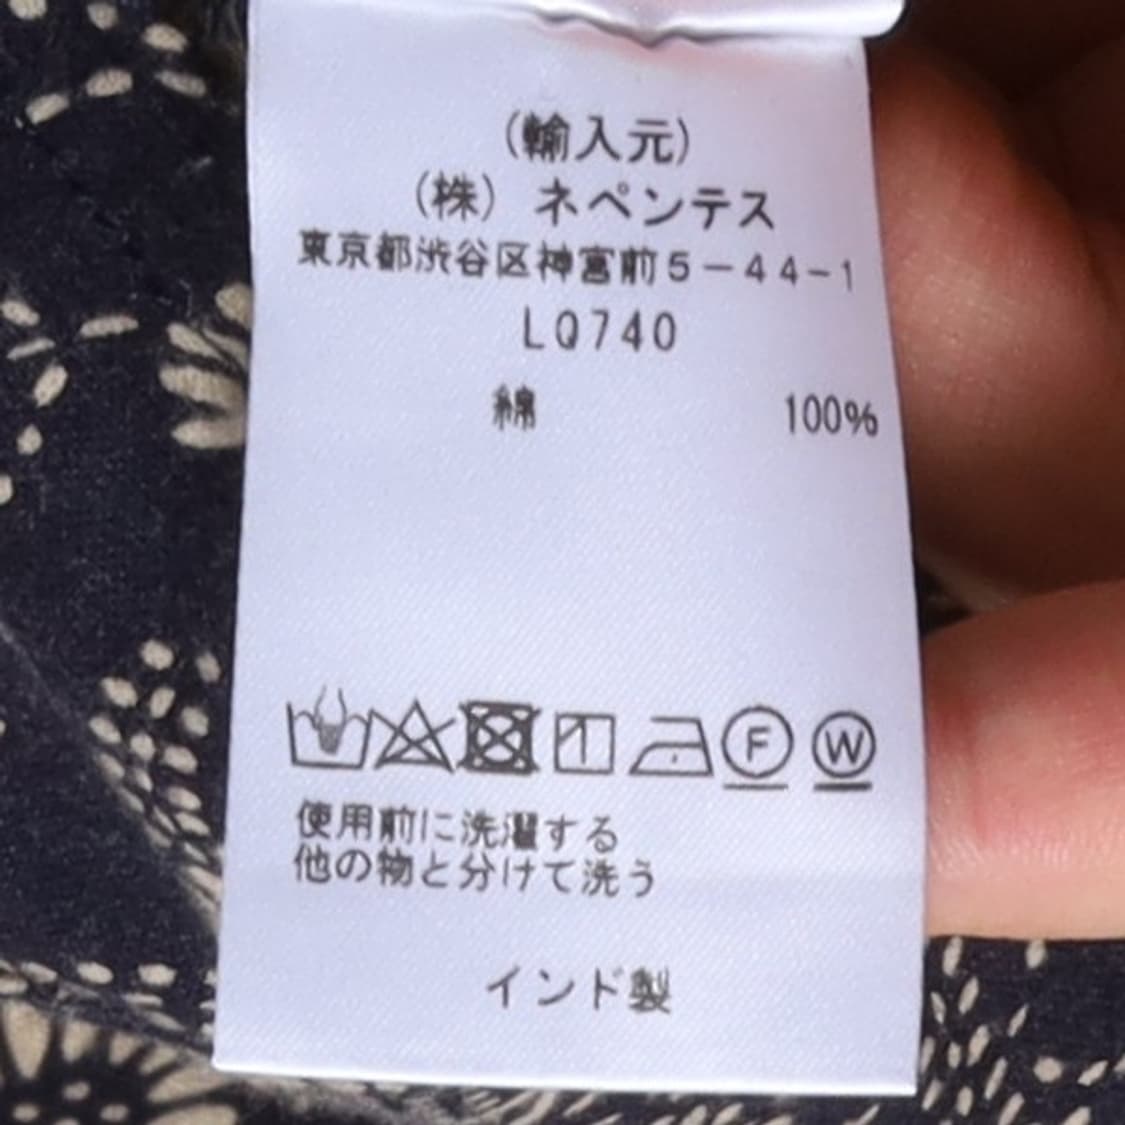 (輸入元)
(株) ネペンテス
東京都渋谷区神宮前5-44-1
LQ740
綿 100%
F W
使用前に洗濯する
他の物と分けて洗う
インド製